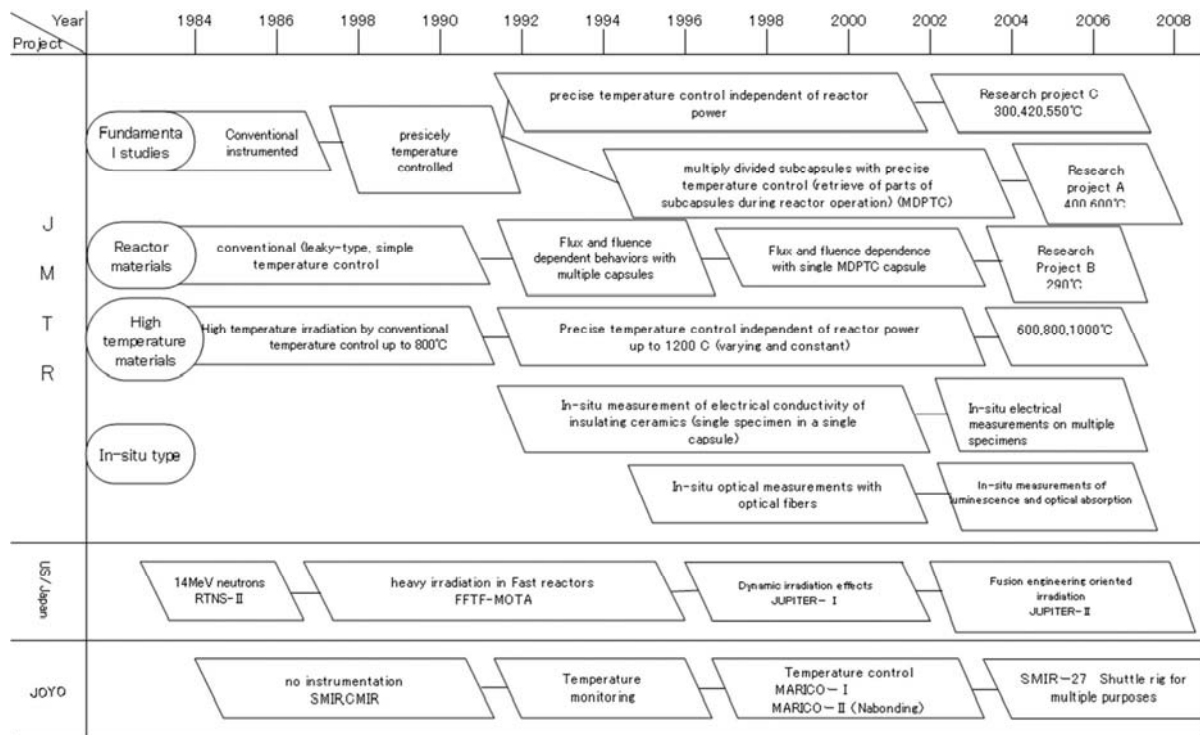 Year
Project
1984 1986 1998 1990 1992 1994 1996 1998 2000 2002 2004 2006 2008
J
M
T
R
Fundamenta
l studies
Conventional
instrumented
presicely
temperature
controlled
precise temperature control independent of reactor
power
Research project C
300,420,550℃
multiply divided subcapsules with precise
temperature control (retrieve of parts of
subcapsules during reactor operation) (MDPTC)
Research
project A
400,600℃
Reactor
materials
conventional (leaky-type, simple
temperature control
Flux and fluence
dependent behaviors with
multiple capsules
Flux and fluence dependence
with single MDPTC capsule
Research
Project B
290℃
High
temperature
materials
High temperature irradiation by conventional
temperature control up to 800℃
Precise temperature control independent of reactor power
up to 1200 C (varying and constant)
600,800,1000℃
In-situ type
In-situ measurement of electrical conductivity of
insulating ceramics (single specimen in a single
capsule)
In-situ electrical
measurements on multiple
specimens
In-situ optical measurements with
optical fibers
In-situ measurements of
luminescence and optical absorption
US/Japan
14MeV neutrons
RTNS-II
heavy irradiation in Fast reactors
FFTF-MOTA
Dynamic irradiation effects
JUPITER- I
Fusion engineering oriented
irradiation
JUPITER-II
JOYO
no instrumentation
SMIR,CMIR
Temperature
monitoring
Temperature control
MARICO- I
MARICO-II (Nabonding)
SMIR-27 Shuttle rig for
multiple purposes